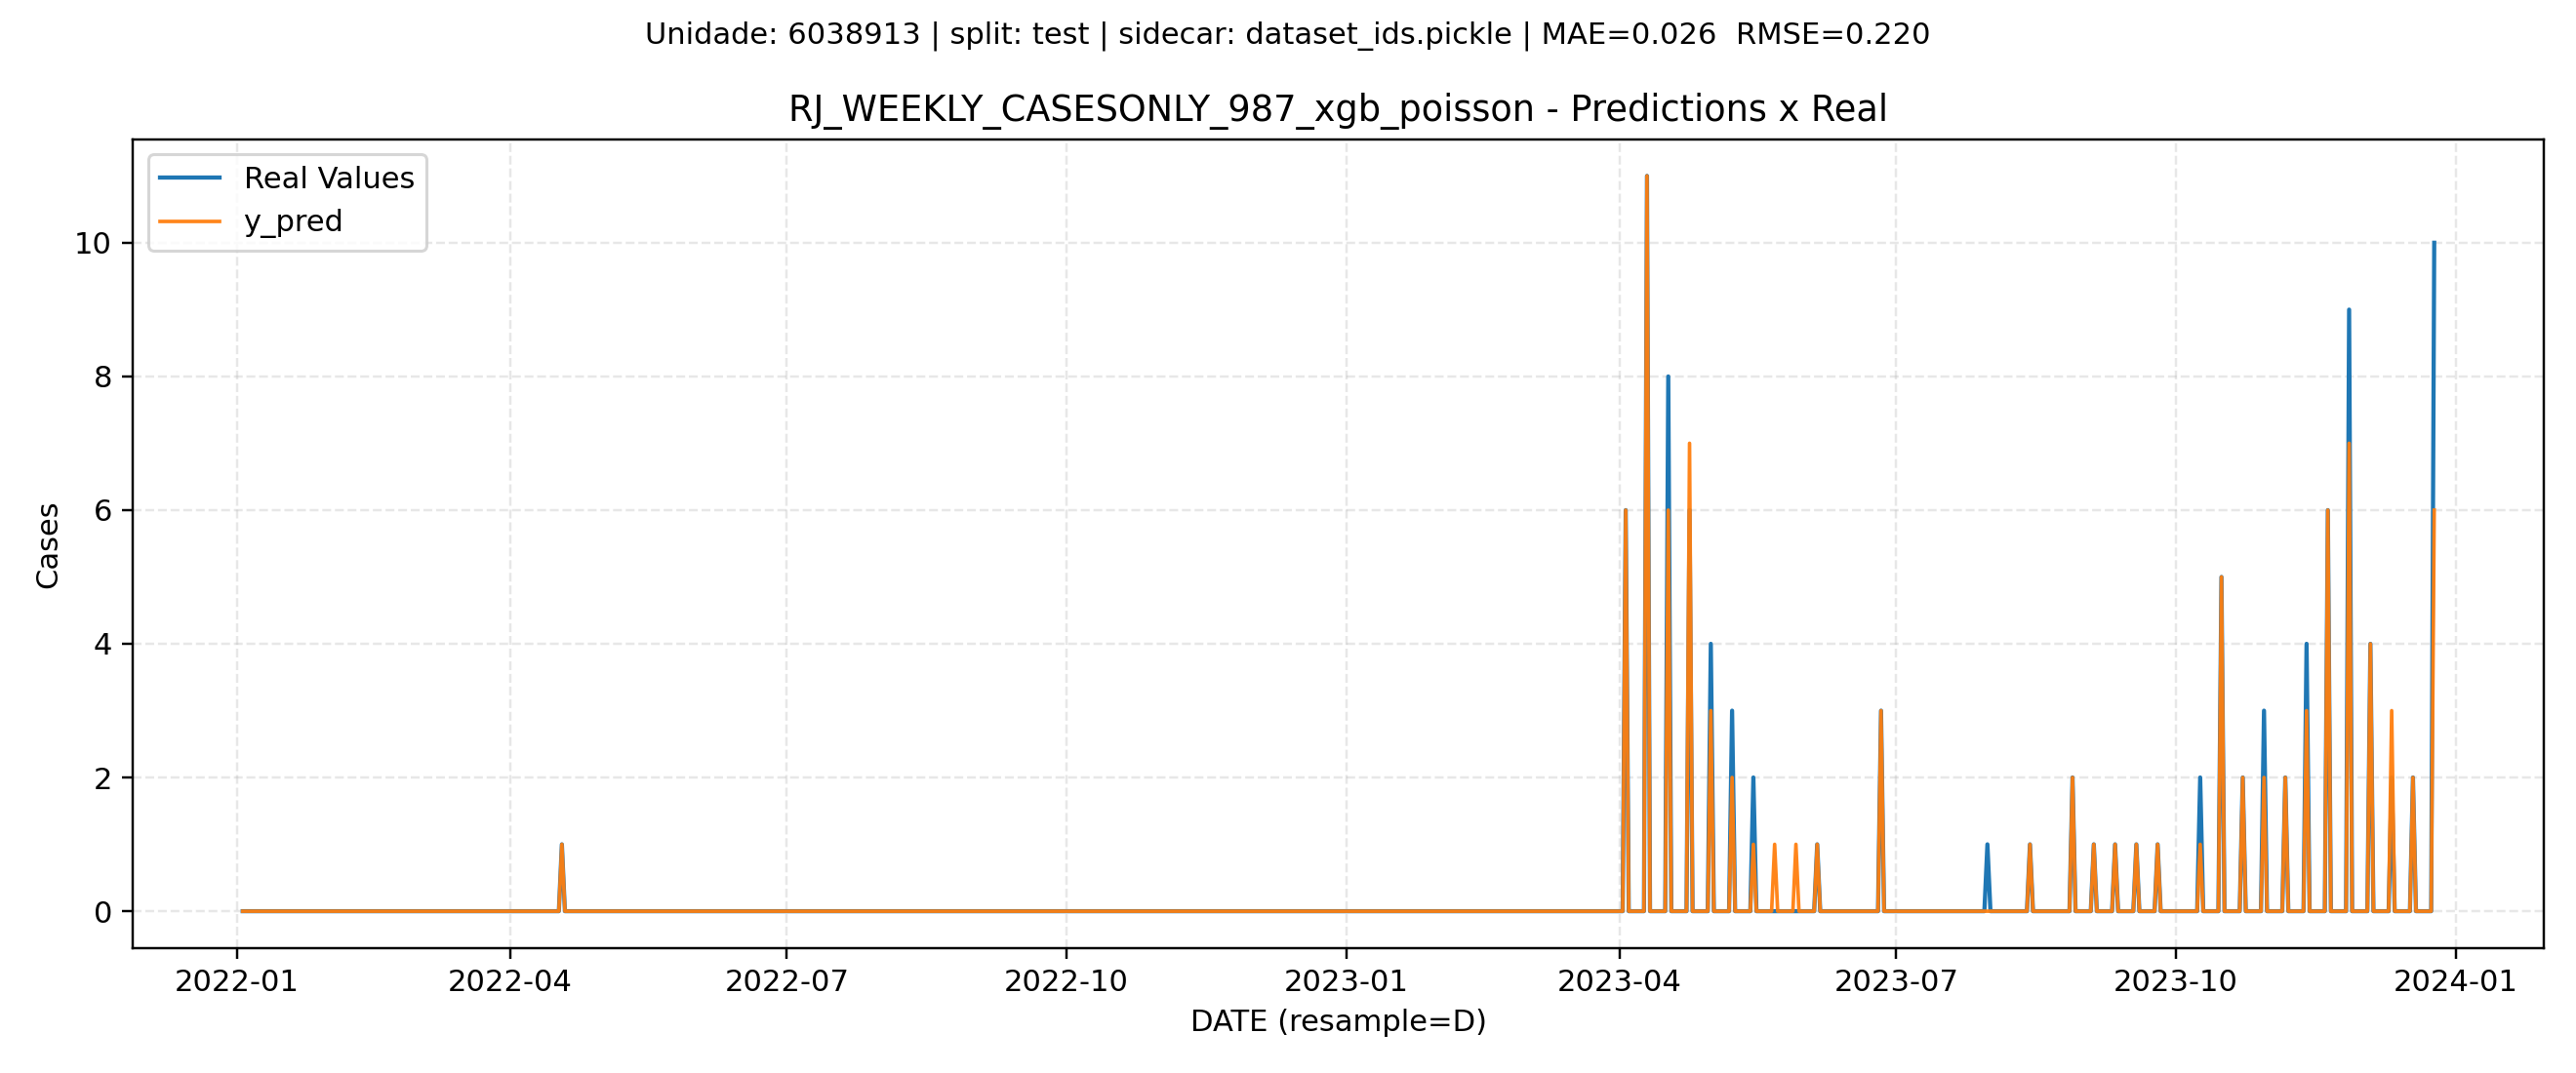 Unidade: 6038913 | split: test | sidecar: dataset_ids.pickle | MAE=0.026  RMSE=0.220
RJ_WEEKLY_CASESONLY_987_xgb_poisson - Predictions x Real
Real Values
y_pred
10
8
6
4
2
0
Cases
2022-01
2022-04
2022-07
2022-10
2023-01
2023-04
2023-07
2023-10
2024-01
DATE (resample=D)